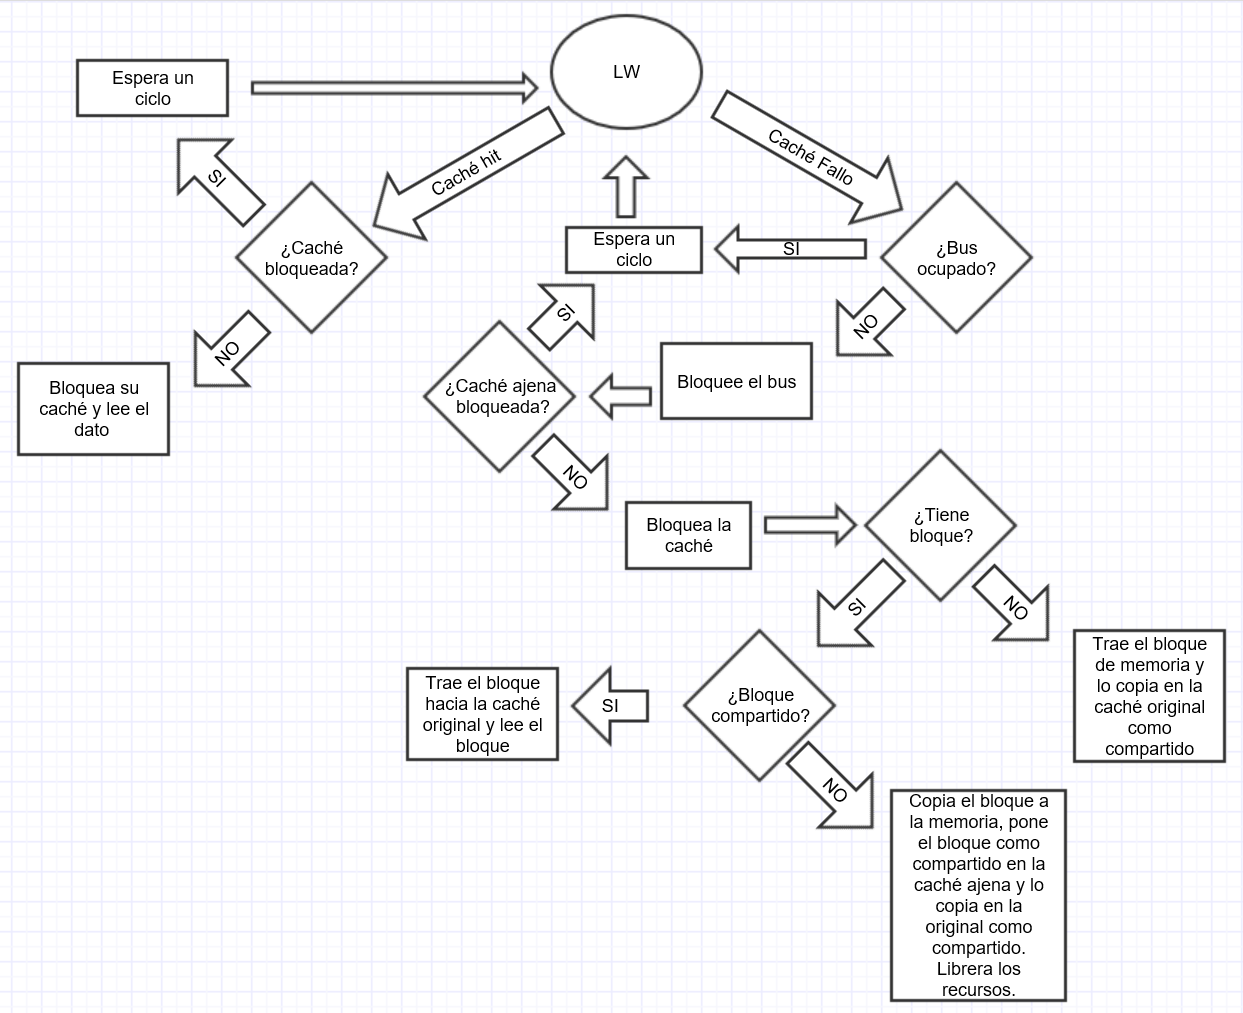 LW
Espera un
ciclo
Caché hit
Caché Fallo
SI
¿Caché
bloqueada?
Espera un
ciclo
SI
¿Bus
ocupado?
NO
SI
NO
Bloquea su
caché y lee el
dato
¿Caché ajena
bloqueada?
Bloquee el bus
NO
Bloquea la
caché
¿Tiene
bloque?
SI
NO
Trae el bloque
de memoria y
lo copia en la
caché original
como
compartido
Trae el bloque
hacia la caché
original y lee el
bloque
SI
¿Bloque
compartido?
NO
Copia el bloque a
la memoria, pone
el bloque como
compartido en la
caché ajena y lo
copia en la
original como
compartido.
Librera los
recursos.